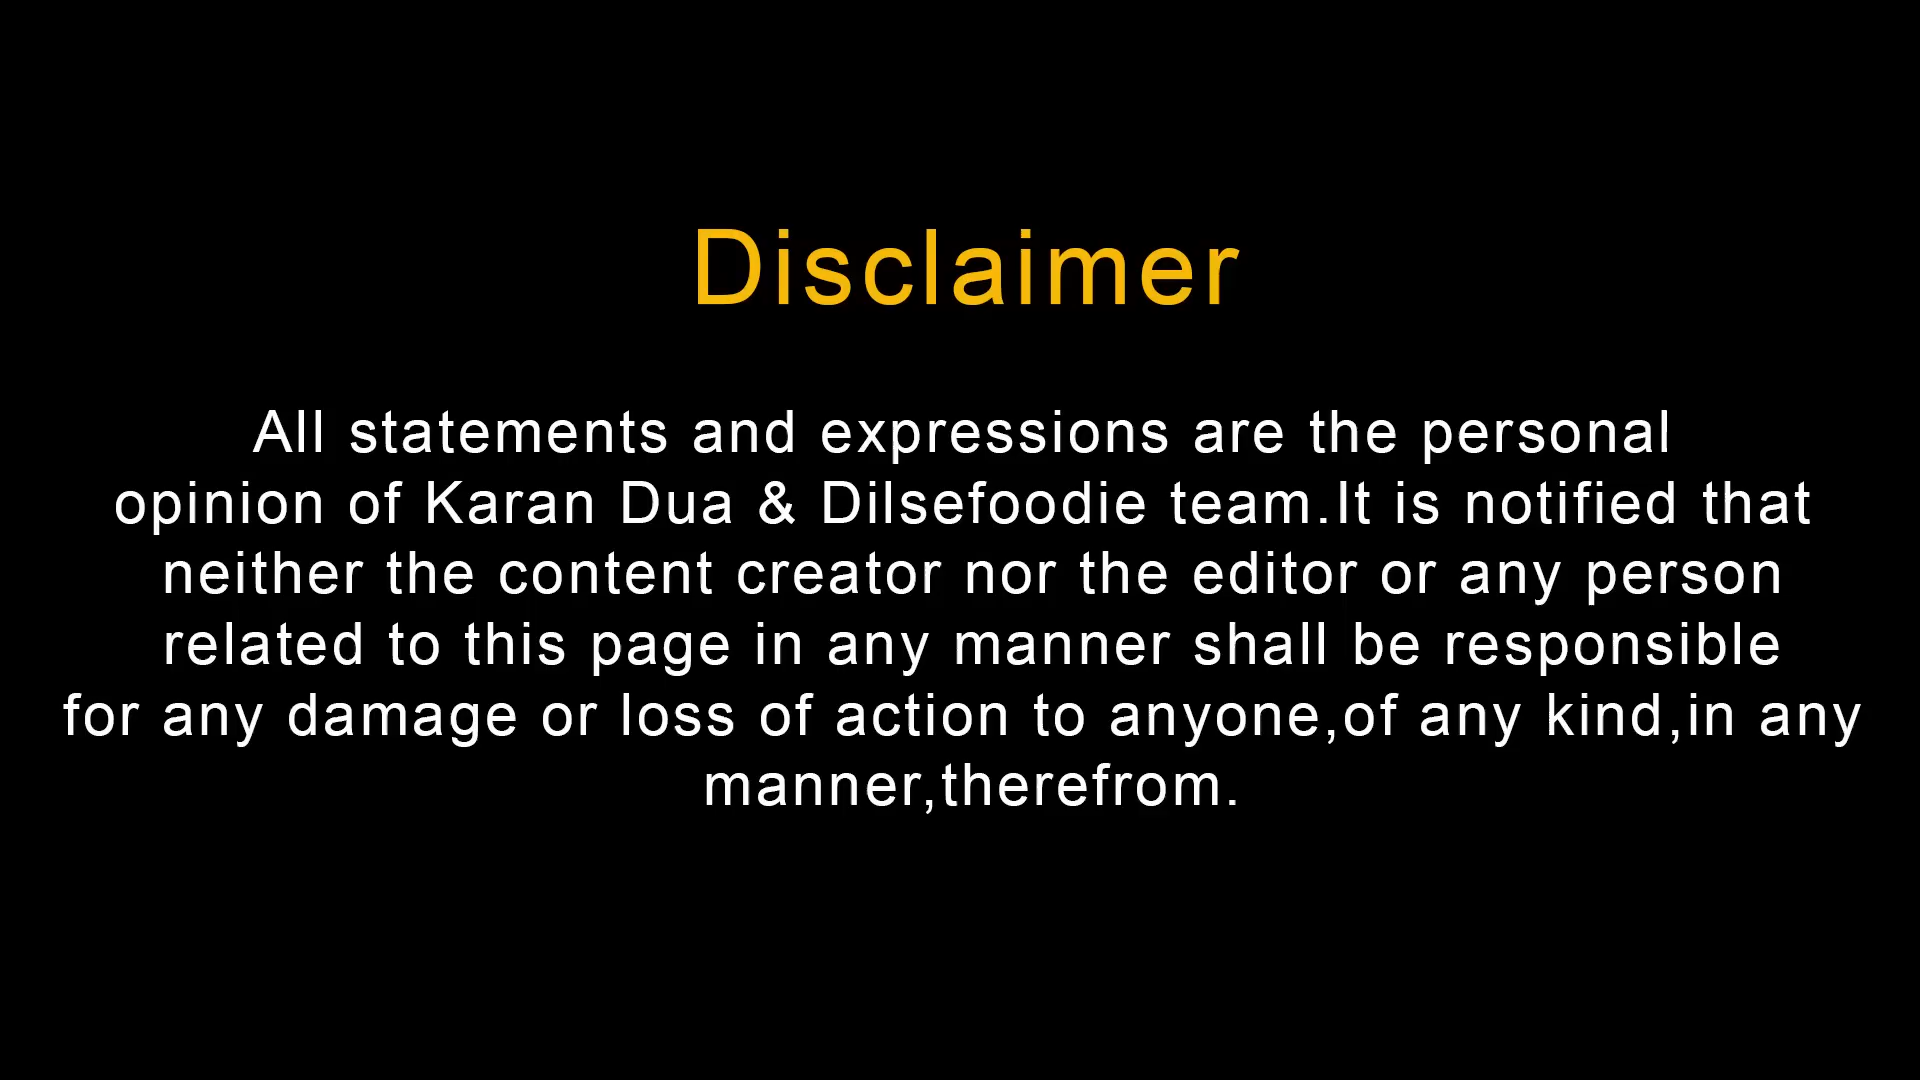 Disclaimer
All statements and expressions are the personal
opinion of Karan Dua & Dilsefoodie team.It is notified that
neither the content creator nor the editor or any person
related to this page in any manner shall be responsible
for any damage or loss of action to anyone,of any kind,in any
manner,therefrom.